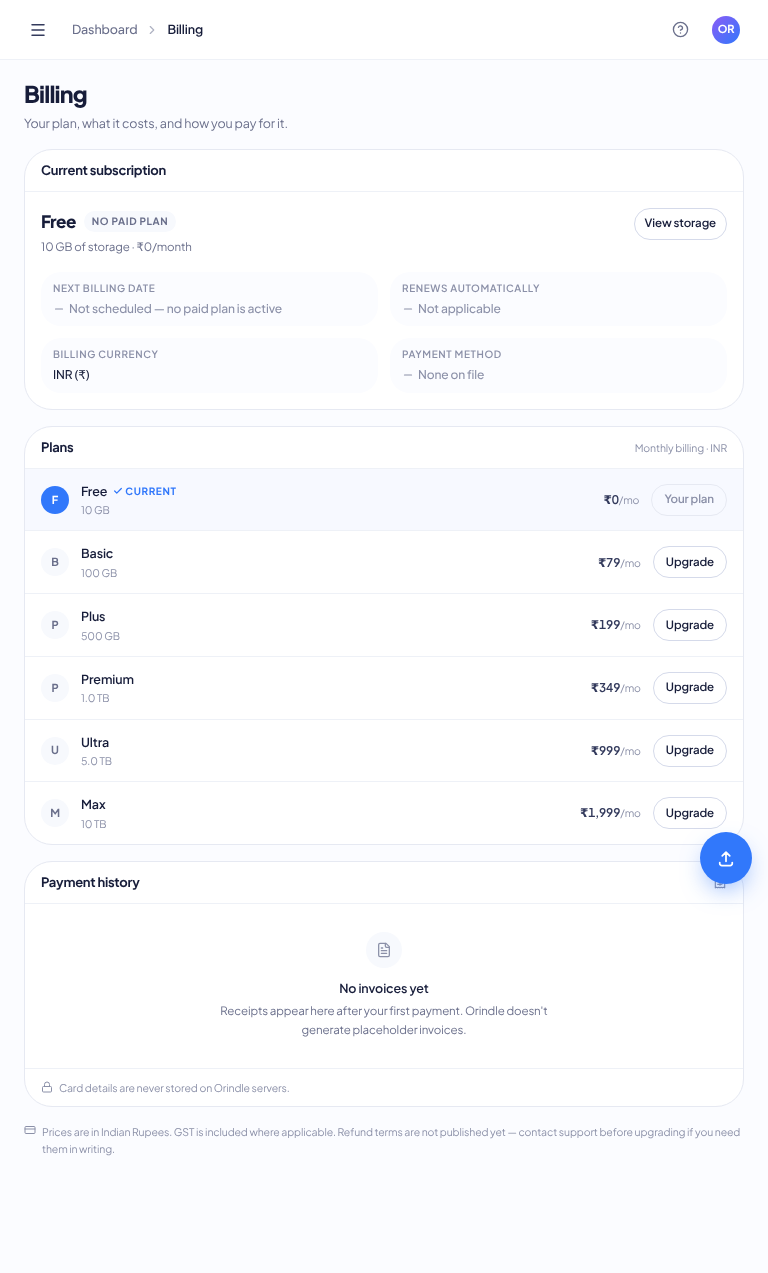 Dashboard > Billing
OR
Billing
Your plan, what it costs, and how you pay for it.
Current subscription
Free NO PAID PLAN
View storage
10 GB of storage · ₹0/month
NEXT BILLING DATE
— Not scheduled — no paid plan is active
RENEWS AUTOMATICALLY
— Not applicable
BILLING CURRENCY
INR (₹)
PAYMENT METHOD
— None on file
Plans
Monthly billing · INR
F
Free ✓ CURRENT
10 GB
₹0/mo
Your plan
B
Basic
100 GB
₹79/mo
Upgrade
P
Plus
500 GB
₹199/mo
Upgrade
P
Premium
1.0 TB
₹349/mo
Upgrade
U
Ultra
5.0 TB
₹999/mo
Upgrade
M
Max
10 TB
₹1,999/mo
Upgrade
Payment history
No invoices yet
Receipts appear here after your first payment. Orindle doesn't
generate placeholder invoices.
Card details are never stored on Orindle servers.
Prices are in Indian Rupees. GST is included where applicable. Refund terms are not published yet — contact support before upgrading if you need
them in writing.